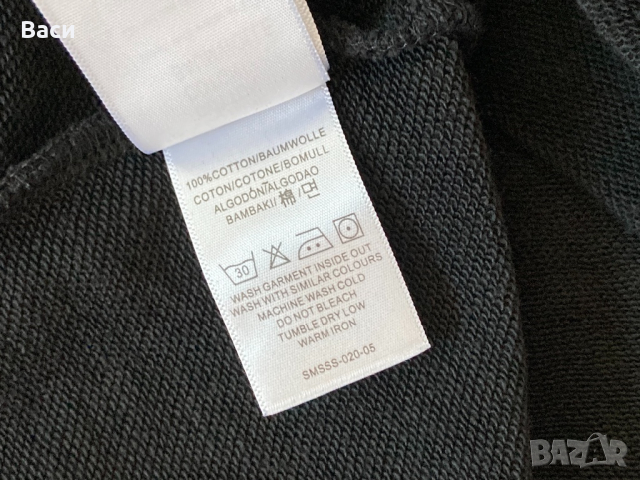 Васи
100%COTTON/BAUMWOLLE
COTON/COTONE/BOMULL
ALGODÓN/ALGODAO
BAMBAKI/棉/면
30
WASH GARMENT INSIDE OUT
WASH WITH SIMILAR COLOURS
MACHINE WASH COLD
DO NOT BLEACH
TUMBLE DRY LOW
WARM IRON
SMSSS-020-05
BAZAR